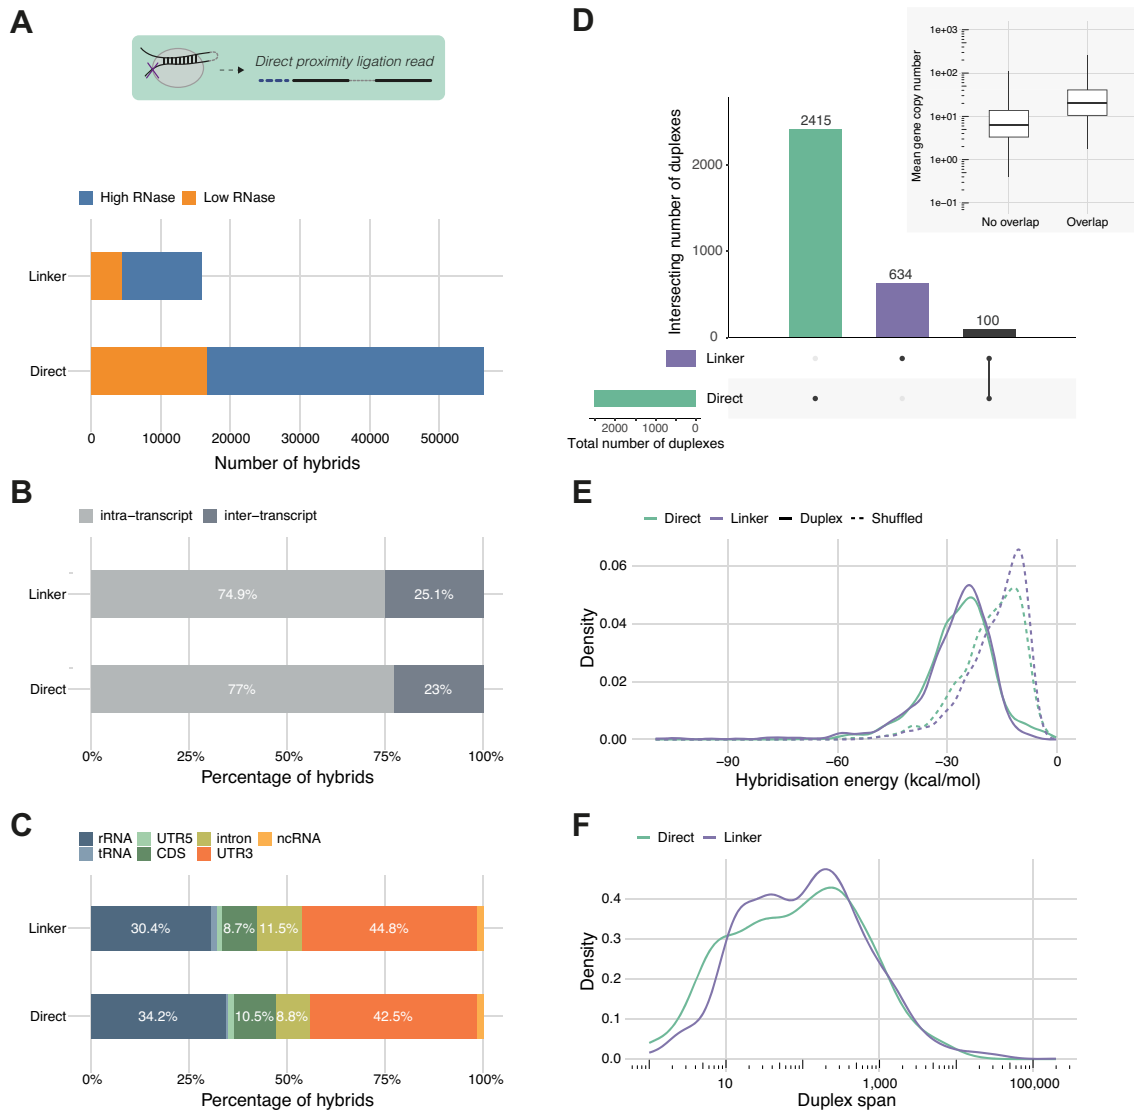 A
Direct proximity ligation read
High RNase Low RNase
Linker
Direct
0 10000 20000 30000 40000 50000
Number of hybrids
B
intra−transcript inter−transcript
Linker
74.9% 25.1%
Direct
77% 23%
0% 25% 50% 75% 100%
Percentage of hybrids
C
rRNA UTR5 intron ncRNA
tRNA CDS UTR3
Linker
30.4% 8.7% 11.5% 44.8%
Direct
34.2% 10.5% 8.8% 42.5%
0% 25% 50% 75% 100%
Percentage of hybrids
D
Mean gene copy number
1e+03
1e+02
1e+01
1e+00
1e−01
No overlap Overlap
Intersecting number of duplexes
2000
1000
0
2415
634
100
Linker
Direct
2000 1000 0
Total number of duplexes
E
Direct Linker Duplex Shuffled
Density
0.06
0.04
0.02
0.00
−90 −60 −30 0
Hybridisation energy (kcal/mol)
F
Direct Linker
Density
0.4
0.3
0.2
0.1
0.0
10 1,000 100,000
Duplex span